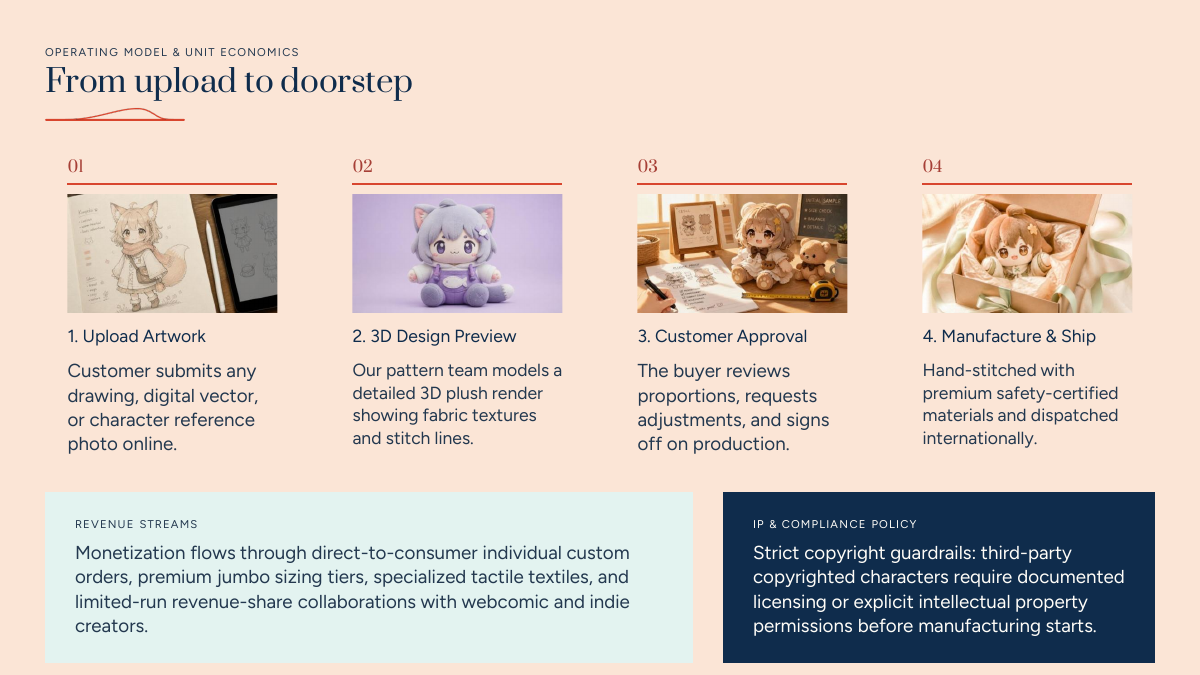 OPERATING MODEL & UNIT ECONOMICS
From upload to doorstep
01
1. Upload Artwork
Customer submits any
drawing, digital vector,
or character reference
photo online.
02
2. 3D Design Preview
Our pattern team models a
detailed 3D plush render
showing fabric textures
and stitch lines.
03
INITIAL SAMPLE
3. Customer Approval
The buyer reviews
proportions, requests
adjustments, and signs
off on production.
04
4. Manufacture & Ship
Hand-stitched with
premium safety-certified
materials and dispatched
internationally.
REVENUE STREAMS
Monetization flows through direct-to-consumer individual custom
orders, premium jumbo sizing tiers, specialized tactile textiles, and
limited-run revenue-share collaborations with webcomic and indie
creators.
IP & COMPLIANCE POLICY
Strict copyright guardrails: third-party
copyrighted characters require documented
licensing or explicit intellectual property
permissions before manufacturing starts.